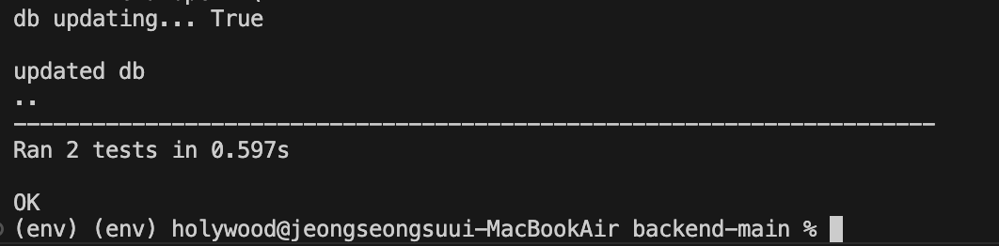 db updating... True
updated db
..
----------------------------------------------------------------------
Ran 2 tests in 0.597s
OK
(env) (env) holywood@jeongseongsuui-MacBookAir backend-main %